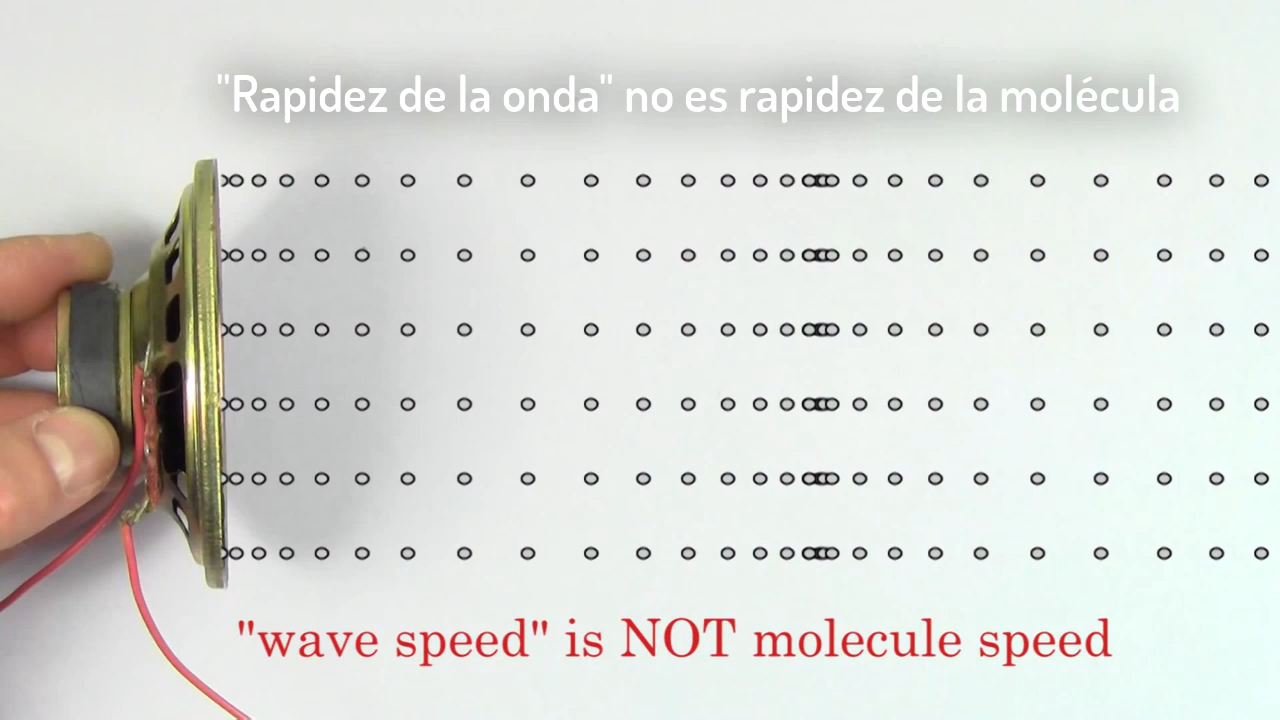 "Rapidez de la onda" no es rapidez de la molécula
"wave speed" is NOT molecule speed